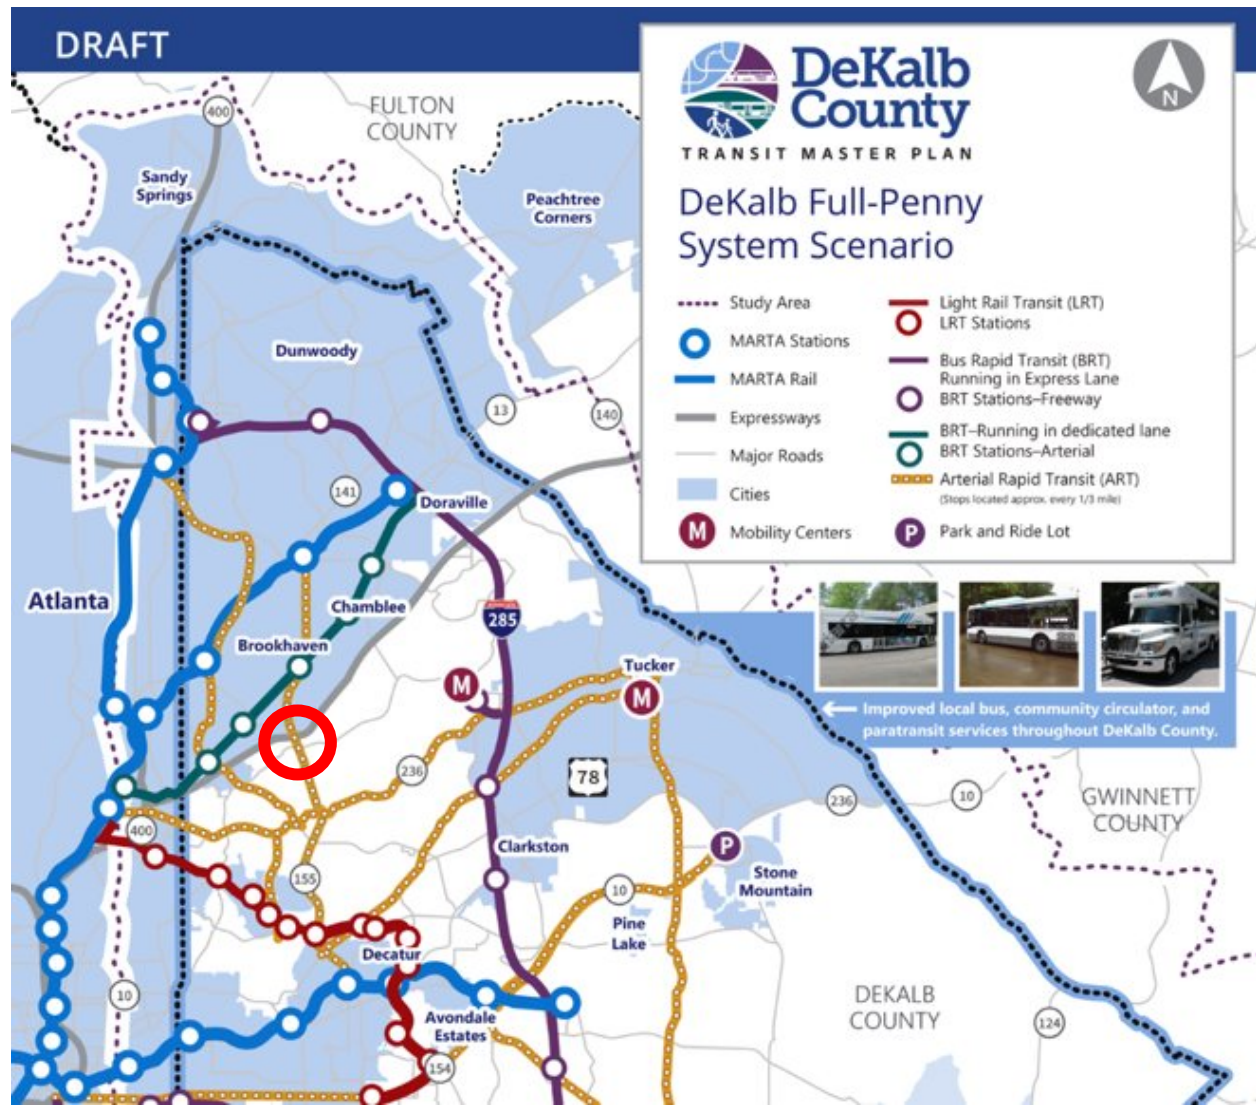 DRAFT
DeKalb
County
TRANSIT MASTER PLAN
N
DeKalb Full-Penny
System Scenario
Study Area
MARTA Stations
MARTA Rail
Expressways
Major Roads
Cities
M
Mobility Centers
Light Rail Transit (LRT)
LRT Stations
Bus Rapid Transit (BRT)
Running in Express Lane
BRT Stations–Freeway
BRT–Running in dedicated lane
BRT Stations–Arterial
Arterial Rapid Transit (ART)
(Stops located approx. every 1/3 mile)
P
Park and Ride Lot
FULTON
COUNTY
400
Sandy
Springs
Peachtree
Corners
Dunwoody
13
140
141
Doraville
Atlanta
Chamblee
285
Brookhaven
Tucker
M
M
Improved local bus, community circulator, and
paratransit services throughout DeKalb County.
236
78
236
10
GWINNETT
COUNTY
400
Clarkston
P
155
Stone
Mountain
10
Pine
Lake
Decatur
10
DEKALB
COUNTY
Avondale
Estates
124
154